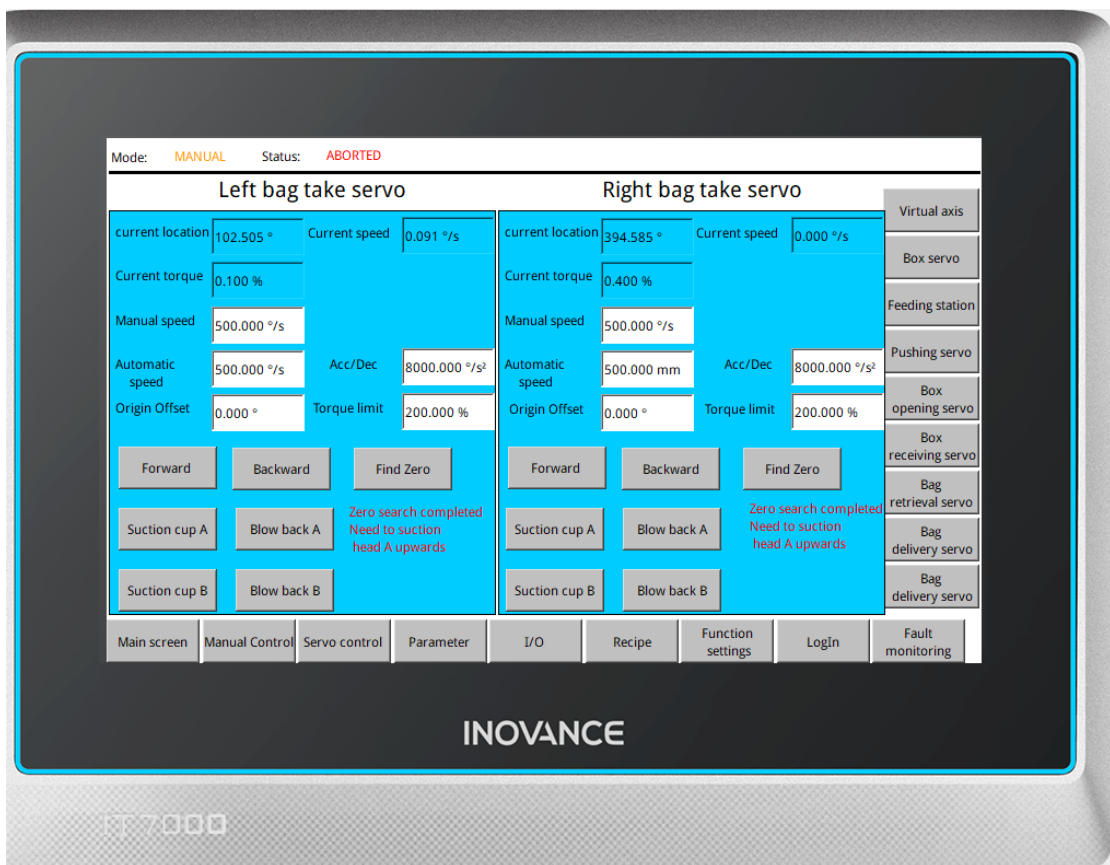 Mode: MANUAL Status: ABORTED
Left bag take servo
Right bag take servo
current location 102.505 ° Current speed 0.091 °/s
Current torque 0.100 %
Manual speed 500.000 °/s
Automatic
speed 500.000 °/s Acc/Dec 8000.000 °/s²
Origin Offset 0.000 ° Torque limit 200.000 %
Forward Backward Find Zero
Suction cup A Blow back A
Zero search completed
Need to suction
head A upwards
Suction cup B Blow back B
current location 394.585 ° Current speed 0.000 °/s
Current torque 0.400 %
Manual speed 500.000 °/s
Automatic
speed 500.000 mm Acc/Dec 8000.000 °/s²
Origin Offset 0.000 ° Torque limit 200.000 %
Forward Backward Find Zero
Suction cup A Blow back A
Zero search completed
Need to suction
head A upwards
Suction cup B Blow back B
Virtual axis
Box servo
Feeding station
Pushing servo
Box
opening servo
Box
receiving servo
Bag
retrieval servo
Bag
delivery servo
Bag
delivery servo
Main screen Manual Control Servo control Parameter I/O Recipe Function
settings LogIn Fault
monitoring
INOVANCE
IT7000